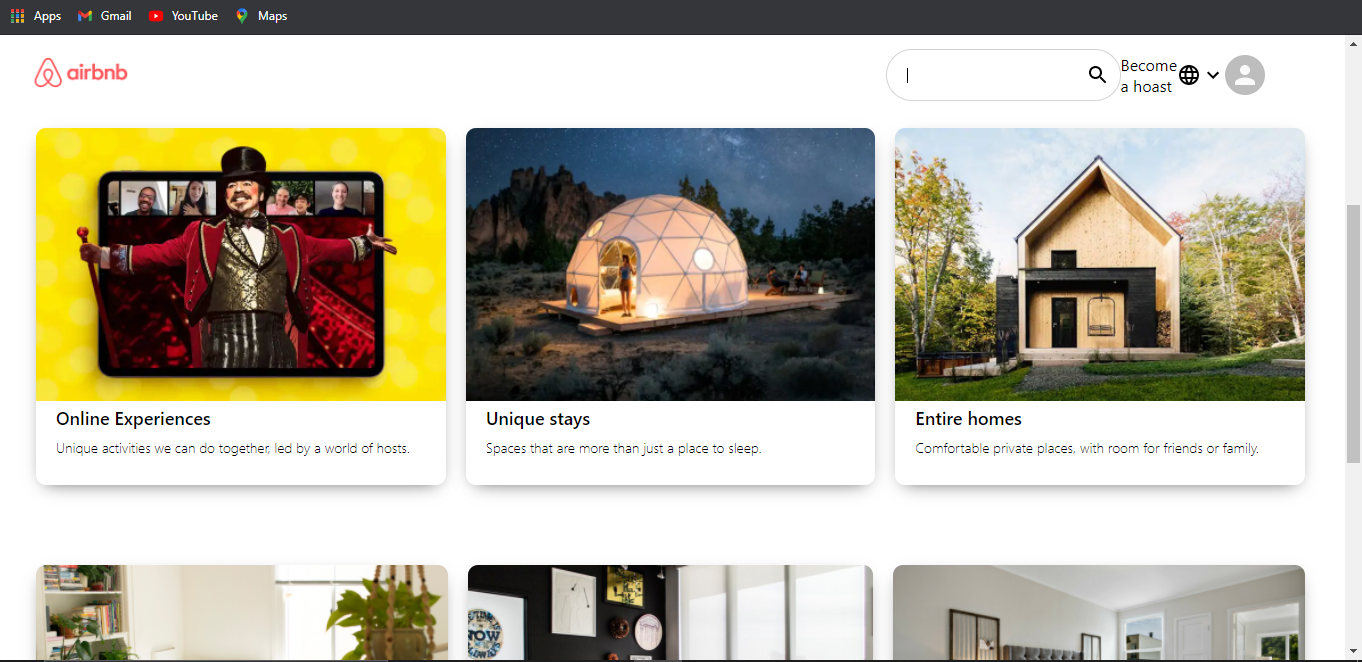 Apps Gmail YouTube Maps
airbnb
Become
a hoast
Online Experiences
Unique activities we can do together, led by a world of hosts.
Unique stays
Spaces that are more than just a place to sleep.
Entire homes
Comfortable private places, with room for friends or family.
NOW